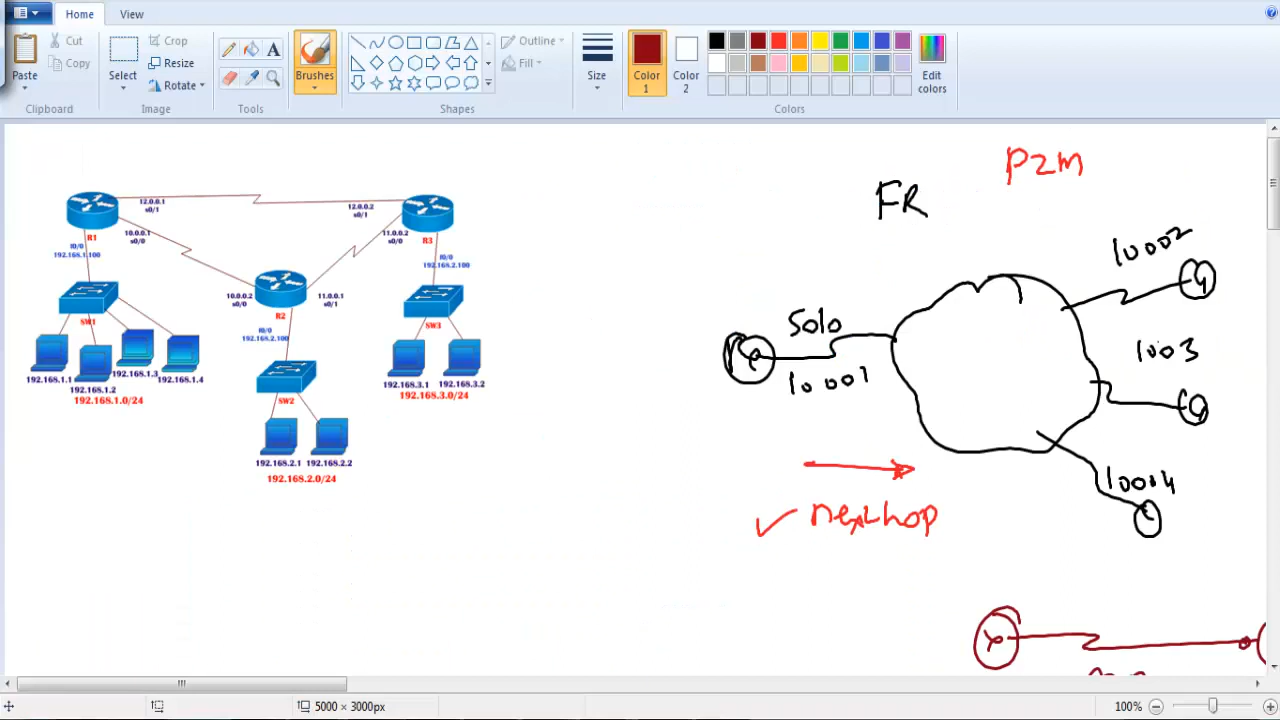 Home
View
Paste
Cut
Copy
Clipboard
Select
Crop
Resize
Rotate
Image
A
Tools
Brushes
Outline
Fill
Shapes
Size
Color
1
Color
2
Edit
colors
Colors
P2M
FR
12.0.0.1
s0/1
12.0.0.2
s0/1
R1
10.0.0.1
s0/0
11.0.0.2
s0/0
R3
f0/0
192.168.1.100
f0/0
192.168.2.100
10.0.0.2
s0/0
R2
11.0.0.1
s0/1
f0/0
192.168.2.100
SW1
SW3
192.168.1.1
192.168.1.2
192.168.1.3
192.168.1.4
192.168.1.0/24
SW2
192.168.3.1
192.168.3.2
192.168.3.0/24
192.168.2.1
192.168.2.2
192.168.2.0/24
10002
S0/0
10001
1003
10004
nexthop
5000 × 3000px
100%